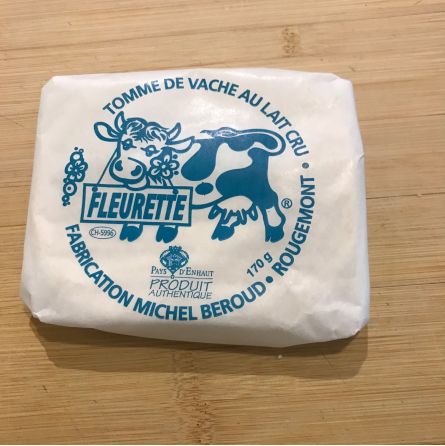 TOMME DE VACHE AU LAIT CRU • ROUGEMONT •
FLEURETTE
®
CH-5996
PAYS D'ENHAUT
PRODUIT
AUTHENTIQUE
170 g
FABRICATION MICHEL BEROUD •